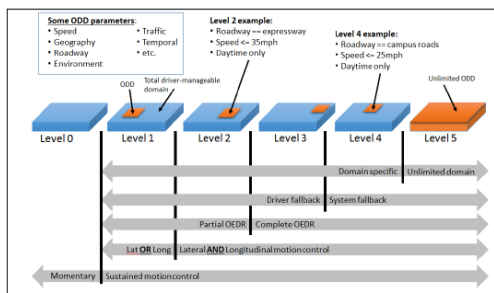 Some ODD parameters:
• Speed
• Geography
• Roadway
• Environment
• Traffic
• Temporal
• etc.
Level 2 example:
• Roadway == expressway
• Speed <= 35mph
• Daytime only
Level 4 example:
• Roadway == campus roads
• Speed <= 25mph
• Daytime only
ODD
Total driver-manageable
domain
Unlimited ODD
Level 0
Level 1
Level 2
Level 3
Level 4
Level 5
Domain specific
Unlimited domain
Driver fallback
System fallback
Partial OEDR
Complete OEDR
Lat OR Long
Lateral AND Longitudinal motion control
Momentary
Sustained motion control